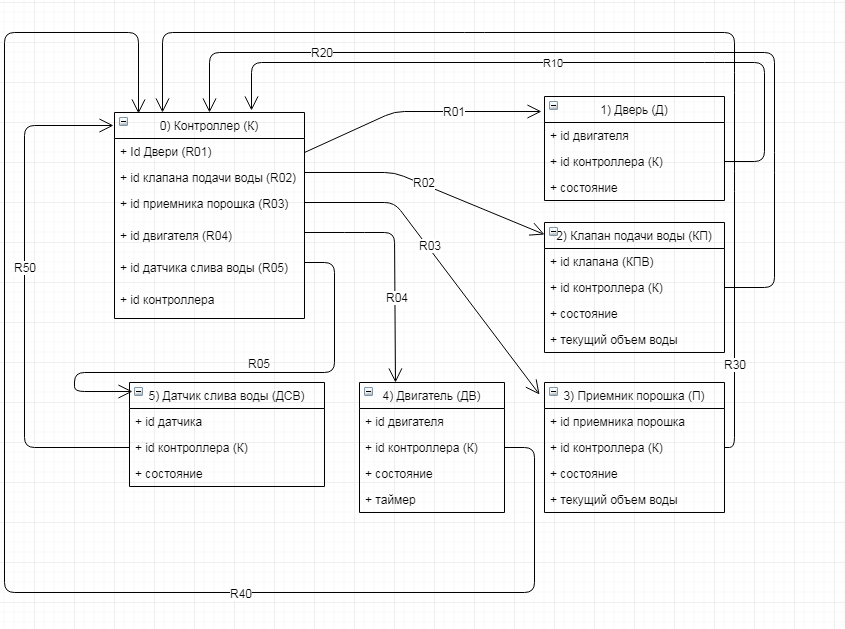 R20
R10
0) Контроллер (К)
+ Id Двери (R01)
+ id клапана подачи воды (R02)
+ id приемника порошка (R03)
+ id двигателя (R04)
+ id датчика слива воды (R05)
+ id контроллера
R01
1) Дверь (Д)
+ id двигателя
+ id контроллера (К)
+ состояние
R02
2) Клапан подачи воды (КП)
+ id клапана (КПВ)
+ id контроллера (К)
+ состояние
+ текущий объем воды
R03
R50
R04
R05
R30
5) Датчик слива воды (ДСВ)
+ id датчика
+ id контроллера (К)
+ состояние
4) Двигатель (ДВ)
+ id двигателя
+ id контроллера (К)
+ состояние
+ таймер
3) Приемник порошка (П)
+ id приемника порошка
+ id контроллера (К)
+ состояние
+ текущий объем воды
R40